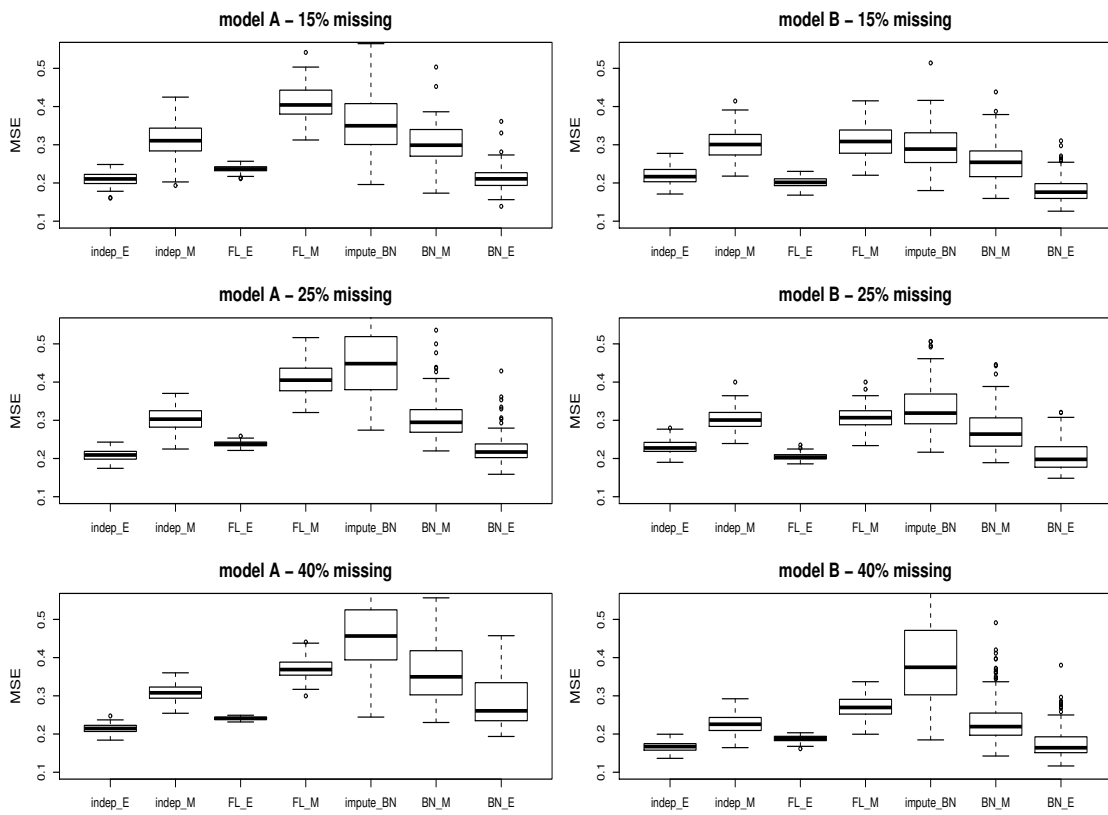 model A − 15% missing
MSE
0.1 0.2 0.3 0.4 0.5
indep_E indep_M FL_E FL_M impute_BN BN_M BN_E
model B − 15% missing
MSE
0.1 0.2 0.3 0.4 0.5
indep_E indep_M FL_E FL_M impute_BN BN_M BN_E
model A − 25% missing
MSE
0.1 0.2 0.3 0.4 0.5
indep_E indep_M FL_E FL_M impute_BN BN_M BN_E
model B − 25% missing
MSE
0.1 0.2 0.3 0.4 0.5
indep_E indep_M FL_E FL_M impute_BN BN_M BN_E
model A − 40% missing
MSE
0.1 0.2 0.3 0.4 0.5
indep_E indep_M FL_E FL_M impute_BN BN_M BN_E
model B − 40% missing
MSE
0.1 0.2 0.3 0.4 0.5
indep_E indep_M FL_E FL_M impute_BN BN_M BN_E